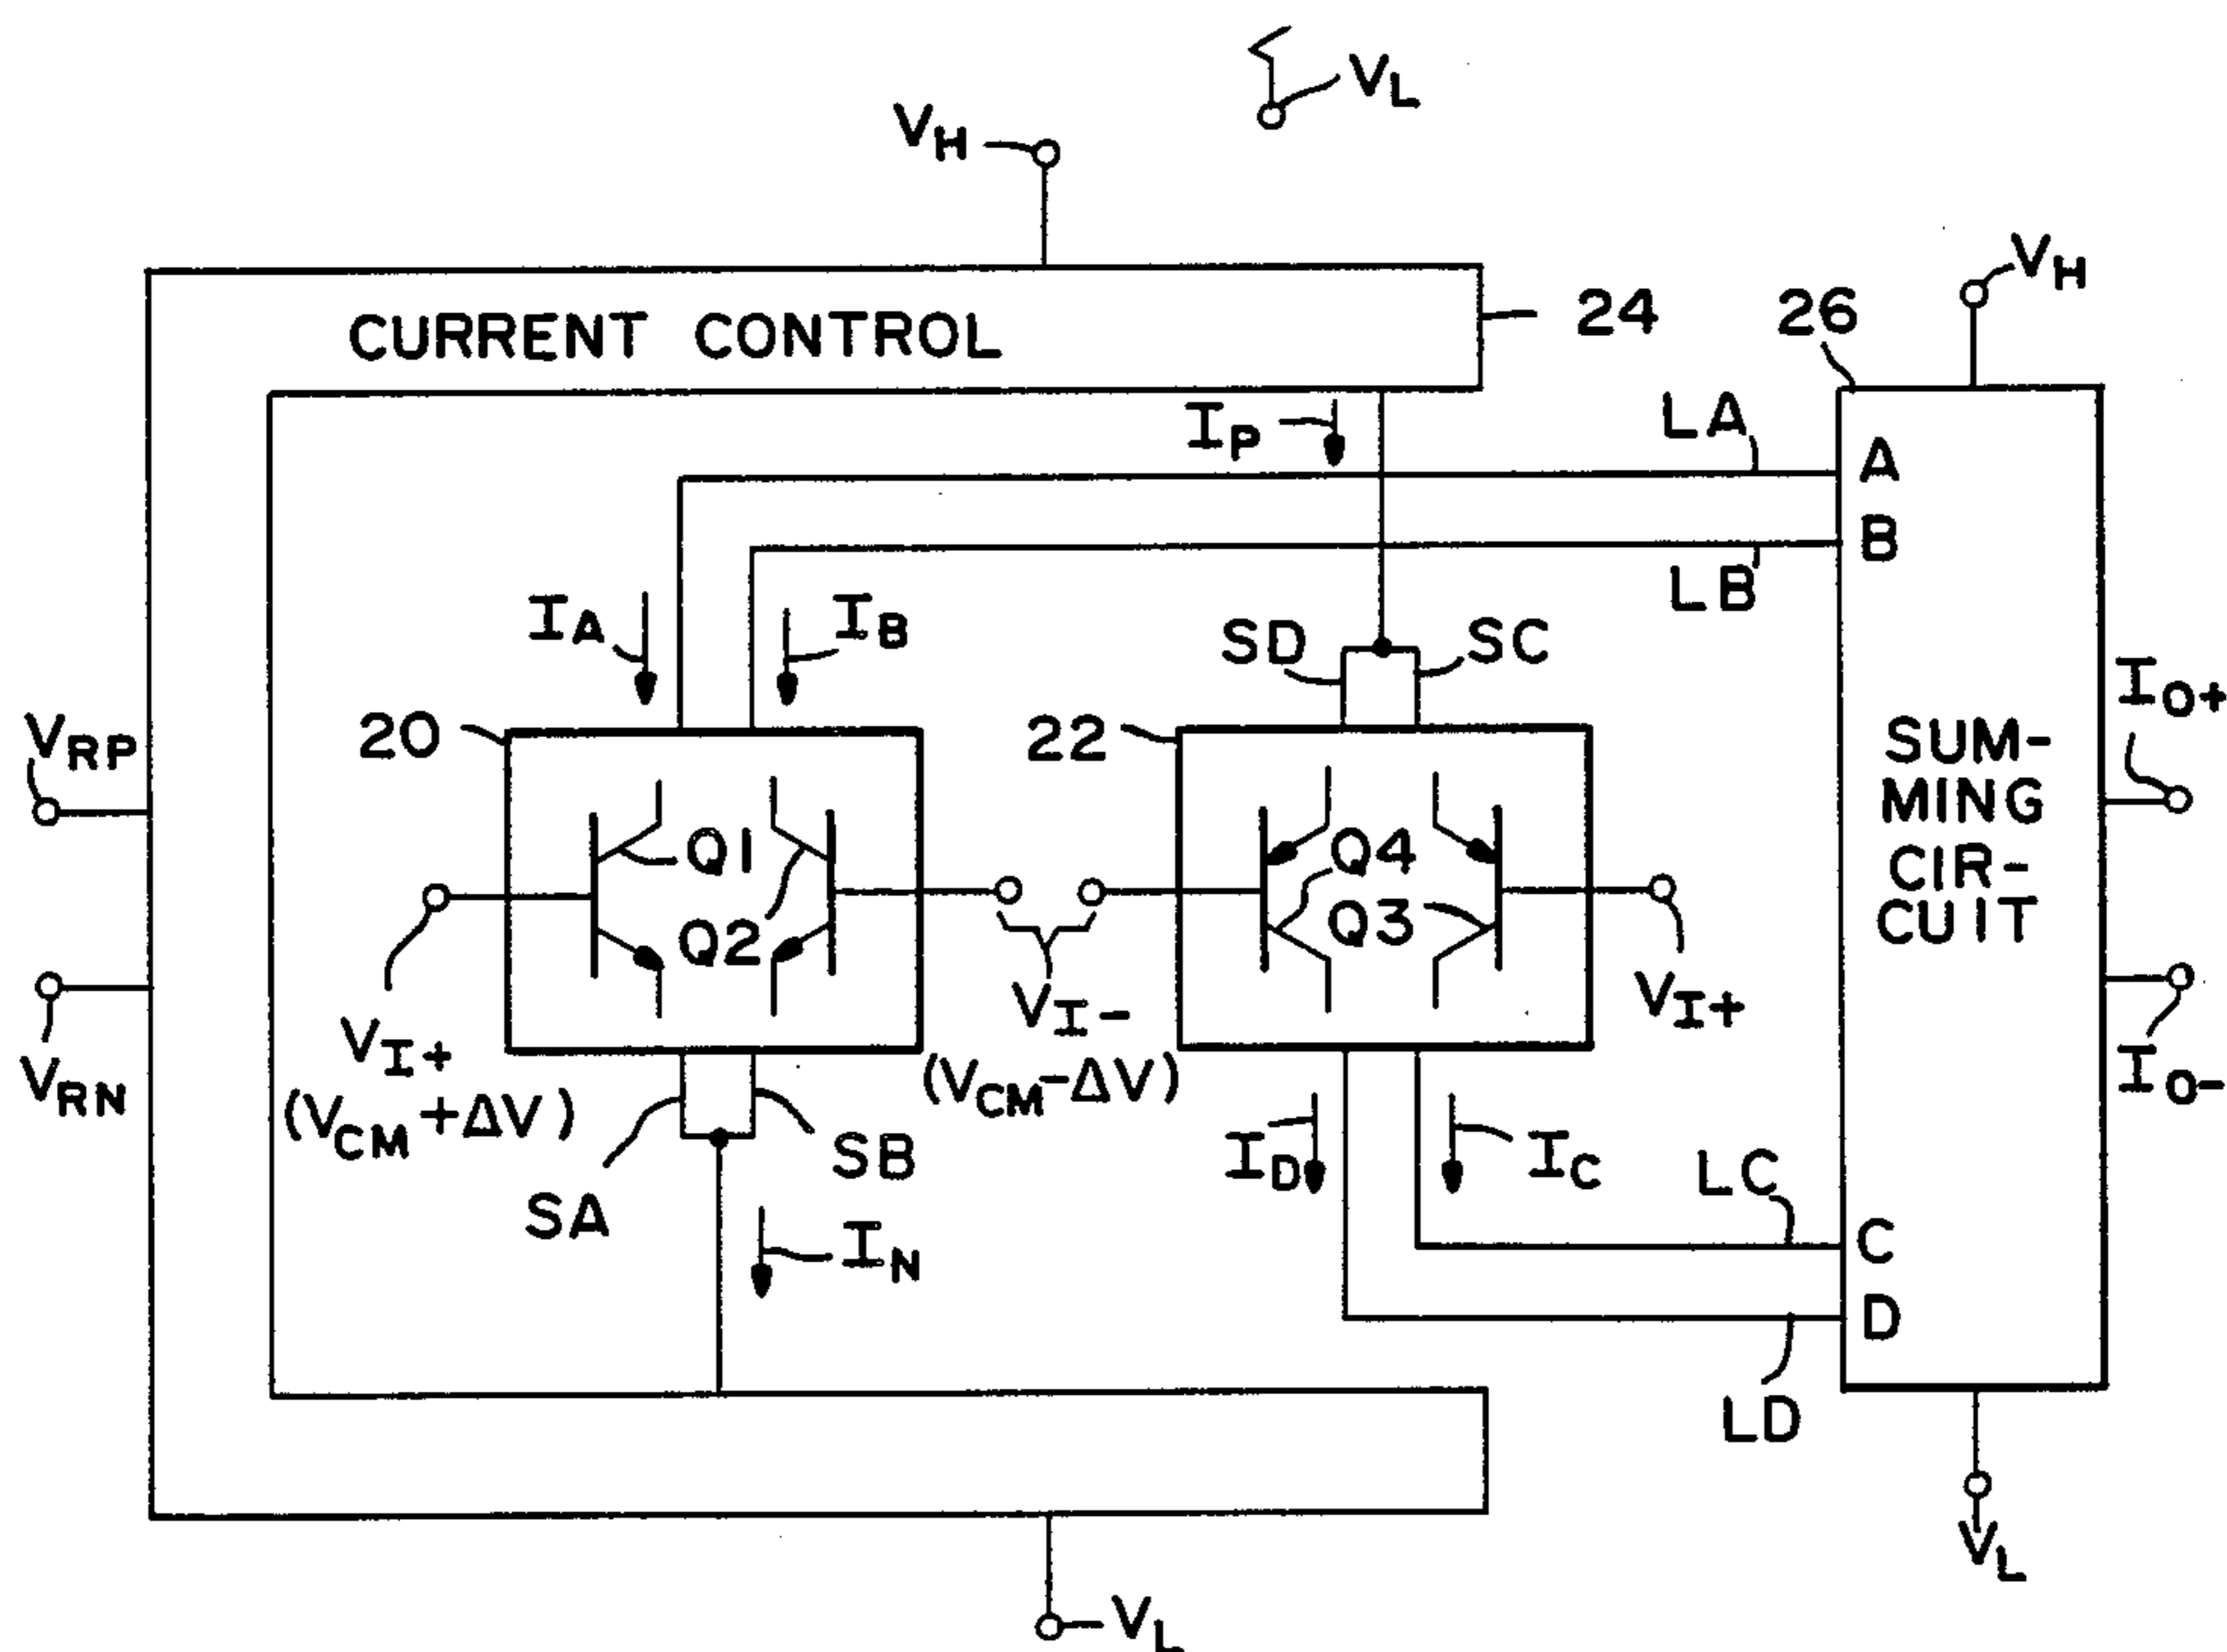 VL
VH
VH
CURRENT CONTROL
24
26
IP
LA
A
B
LB
IA
IB
SD
SC
IO+
20
22
VRP
SUM-
MING
CIR-
CUIT
Q1
Q4
Q2
Q3
VI-
(VCM-ΔV)
VI+
VI+
(VCM+ΔV)
VRN
IO-
SB
SA
ID
IC
LC
IN
C
D
LD
VL
VL